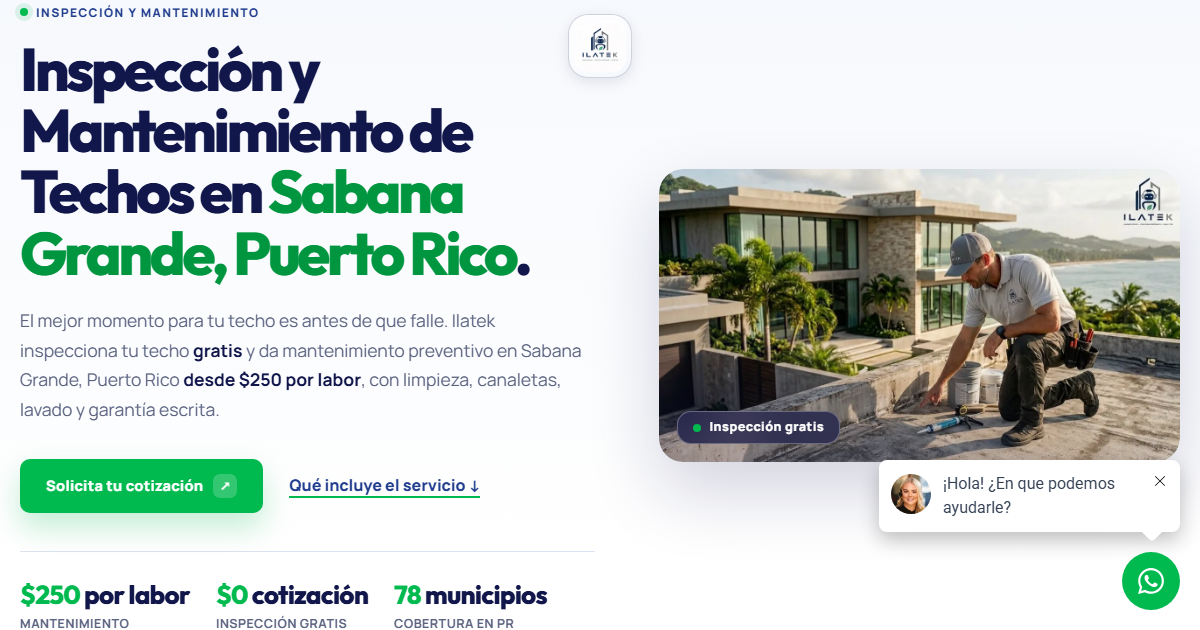 INSPECCIÓN Y MANTENIMIENTO
ILATEK
Inspección y
Mantenimiento de
Techos en Sabana
Grande, Puerto Rico.
El mejor momento para tu techo es antes de que falle. Ilatek
inspecciona tu techo gratis y da mantenimiento preventivo en Sabana
Grande, Puerto Rico desde $250 por labor, con limpieza, canaletas,
lavado y garantía escrita.
Solicita tu cotización ↗
Qué incluye el servicio ↓
ILATEK
Inspección gratis
¡Hola! ¿En que podemos
ayudarle?
$250 por labor
MANTENIMIENTO
$0 cotización
INSPECCIÓN GRATIS
78 municipios
COBERTURA EN PR